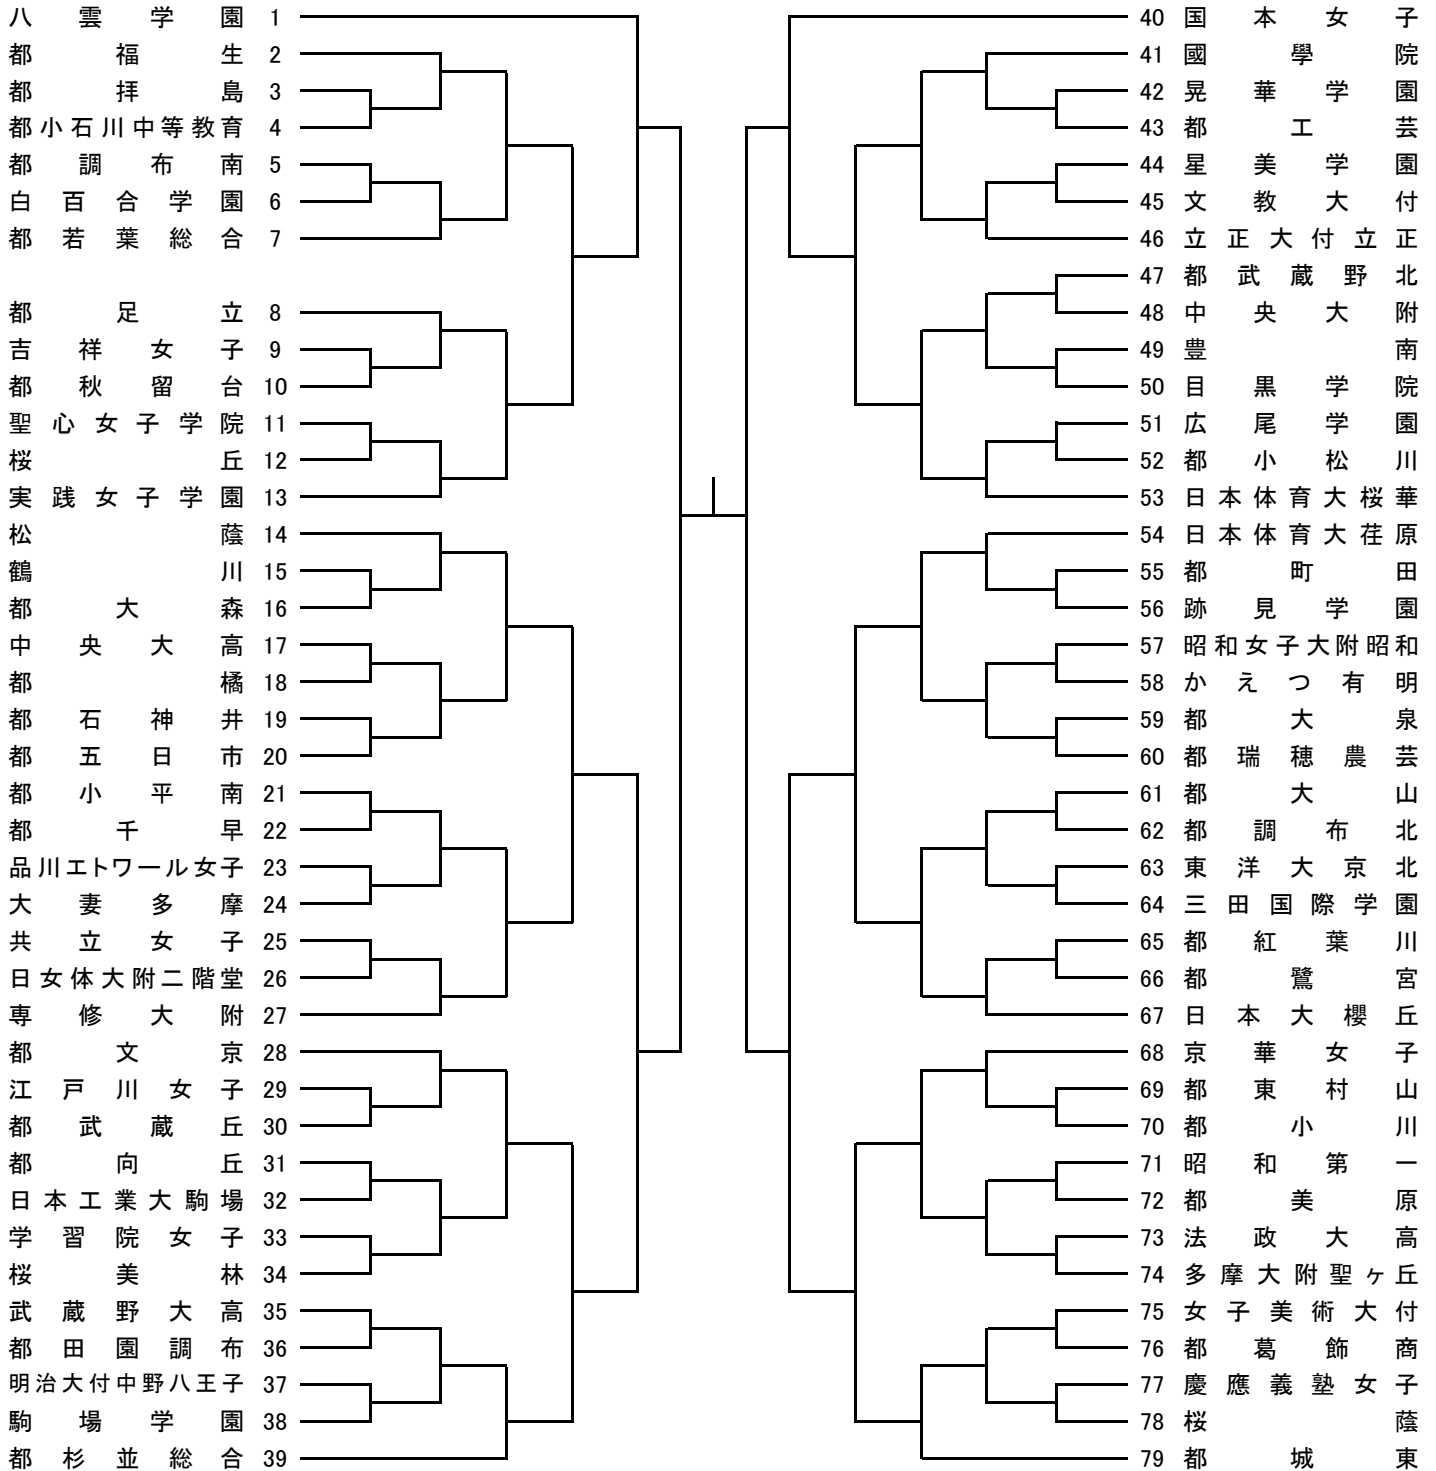 八雲学園 1
都福生 2
都拝島 3
都小石川中等教育 4
都調布南 5
白百合学園 6
都若葉総合 7
都足立 8
吉祥女子 9
都秋留台 10
聖心女子学院 11
桜丘 12
実践女子学園 13
松蔭 14
鶴川 15
都大森 16
中央大高 17
都橘 18
都石神井 19
都五日市 20
都小平南 21
都千早 22
品川エトワール女子 23
大妻多摩 24
共立女子 25
日女体大附二階堂 26
専修大附 27
都文京 28
江戸川女子 29
都武蔵丘 30
都向丘 31
日本工業大駒場 32
学習院女子 33
桜美林 34
武蔵野大高 35
都田園調布 36
明治大付中野八王子 37
駒場学園 38
都杉並総合 39
40 国本女子
41 國學院
42 晃華学園
43 都工芸
44 星美学園
45 文教大付
46 立正大付立正
47 都武蔵野北
48 中央大附
49 豊南
50 目黒学院
51 広尾学園
52 都小松川
53 日本体育大桜華
54 日本体育大荏原
55 都町田
56 跡見学園
57 昭和女子大附昭和
58 かえつ有明
59 都大泉
60 都瑞穂農芸
61 都大山
62 都調布北
63 東洋大京北
64 三田国際学園
65 都紅葉川
66 都鷺宮
67 日本大櫻丘
68 京華女子
69 都東村山
70 都小川
71 昭和第一
72 都美原
73 法政大高
74 多摩大附聖ヶ丘
75 女子美術大付
76 都葛飾商
77 慶應義塾女子
78 桜蔭
79 都城東